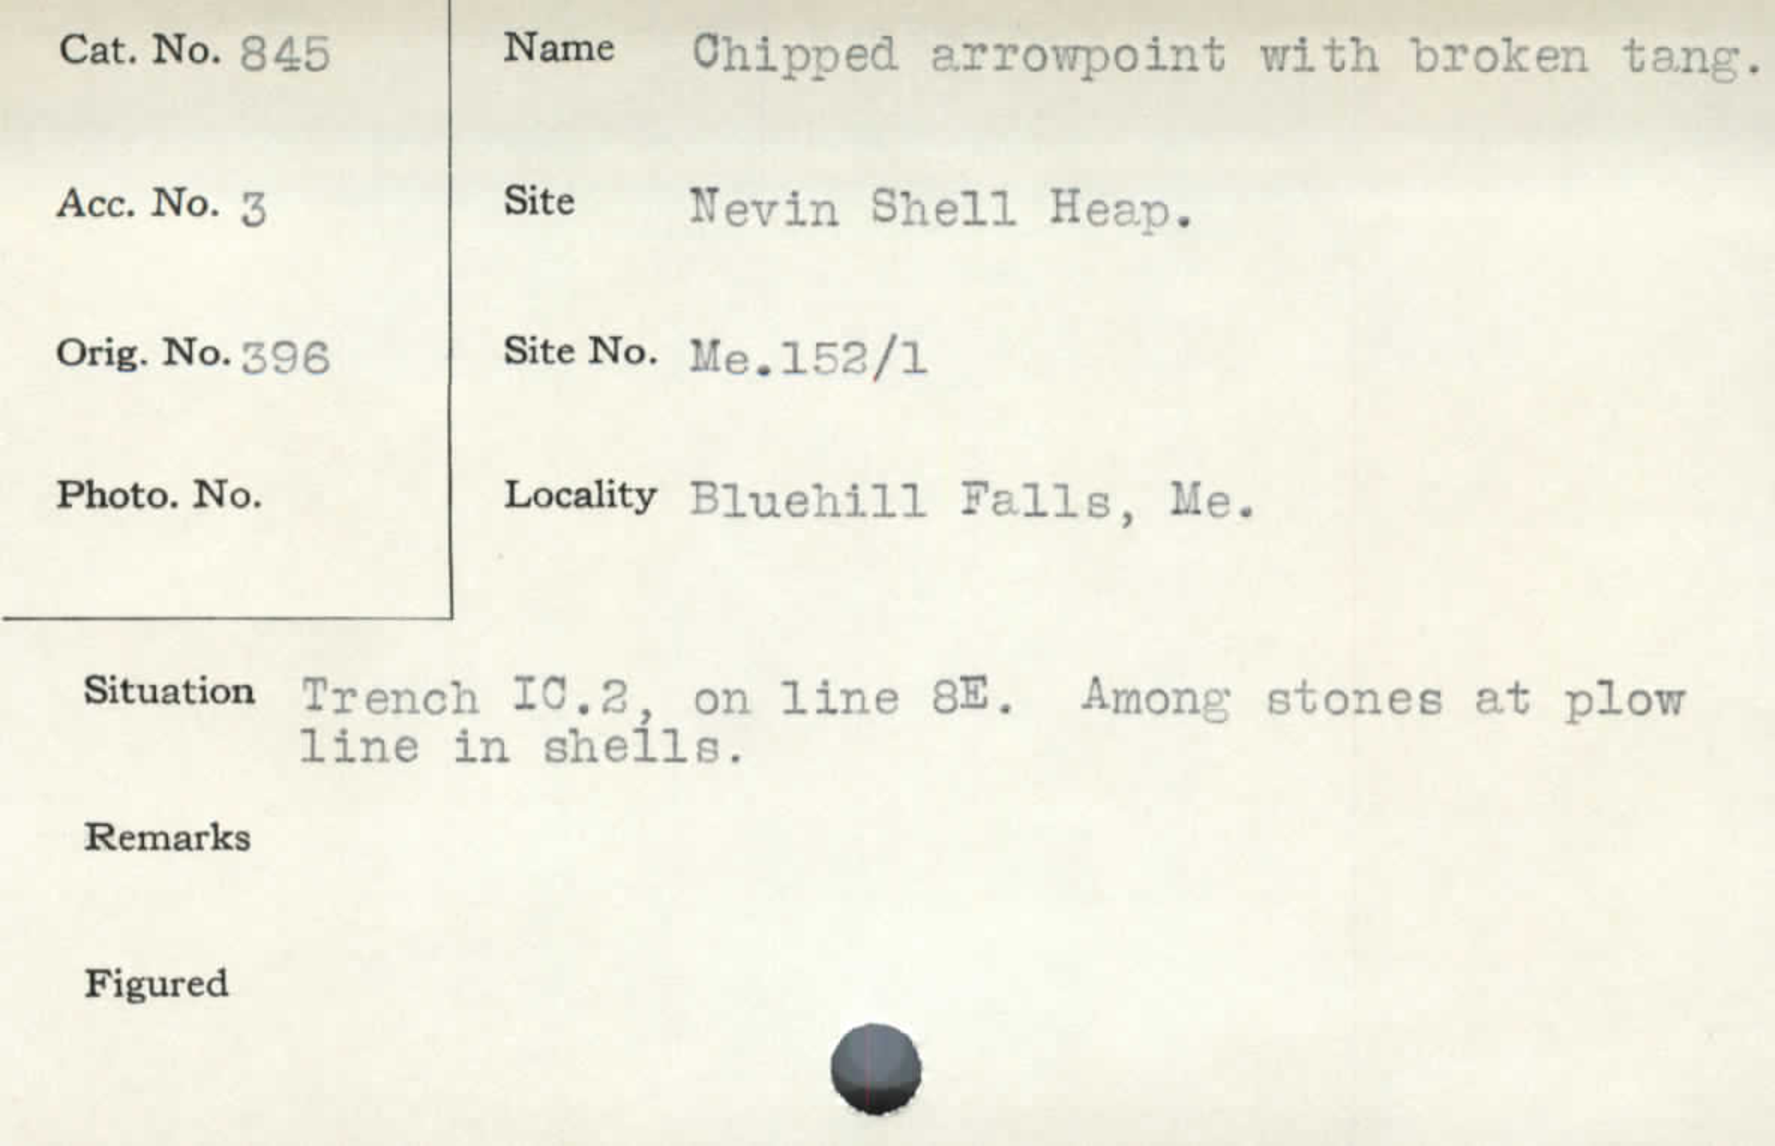 Cat. No. 845
Name Chipped arrowpoint with broken tang.
Acc. No. 3
Site Nevin Shell Heap.
Orig. No. 396
Site No. Me.152/1
Photo. No.
Locality Bluehill Falls, Me.
Situation Trench IC.2, on line 8E. Among stones at plow
line in shells.
Remarks
Figured